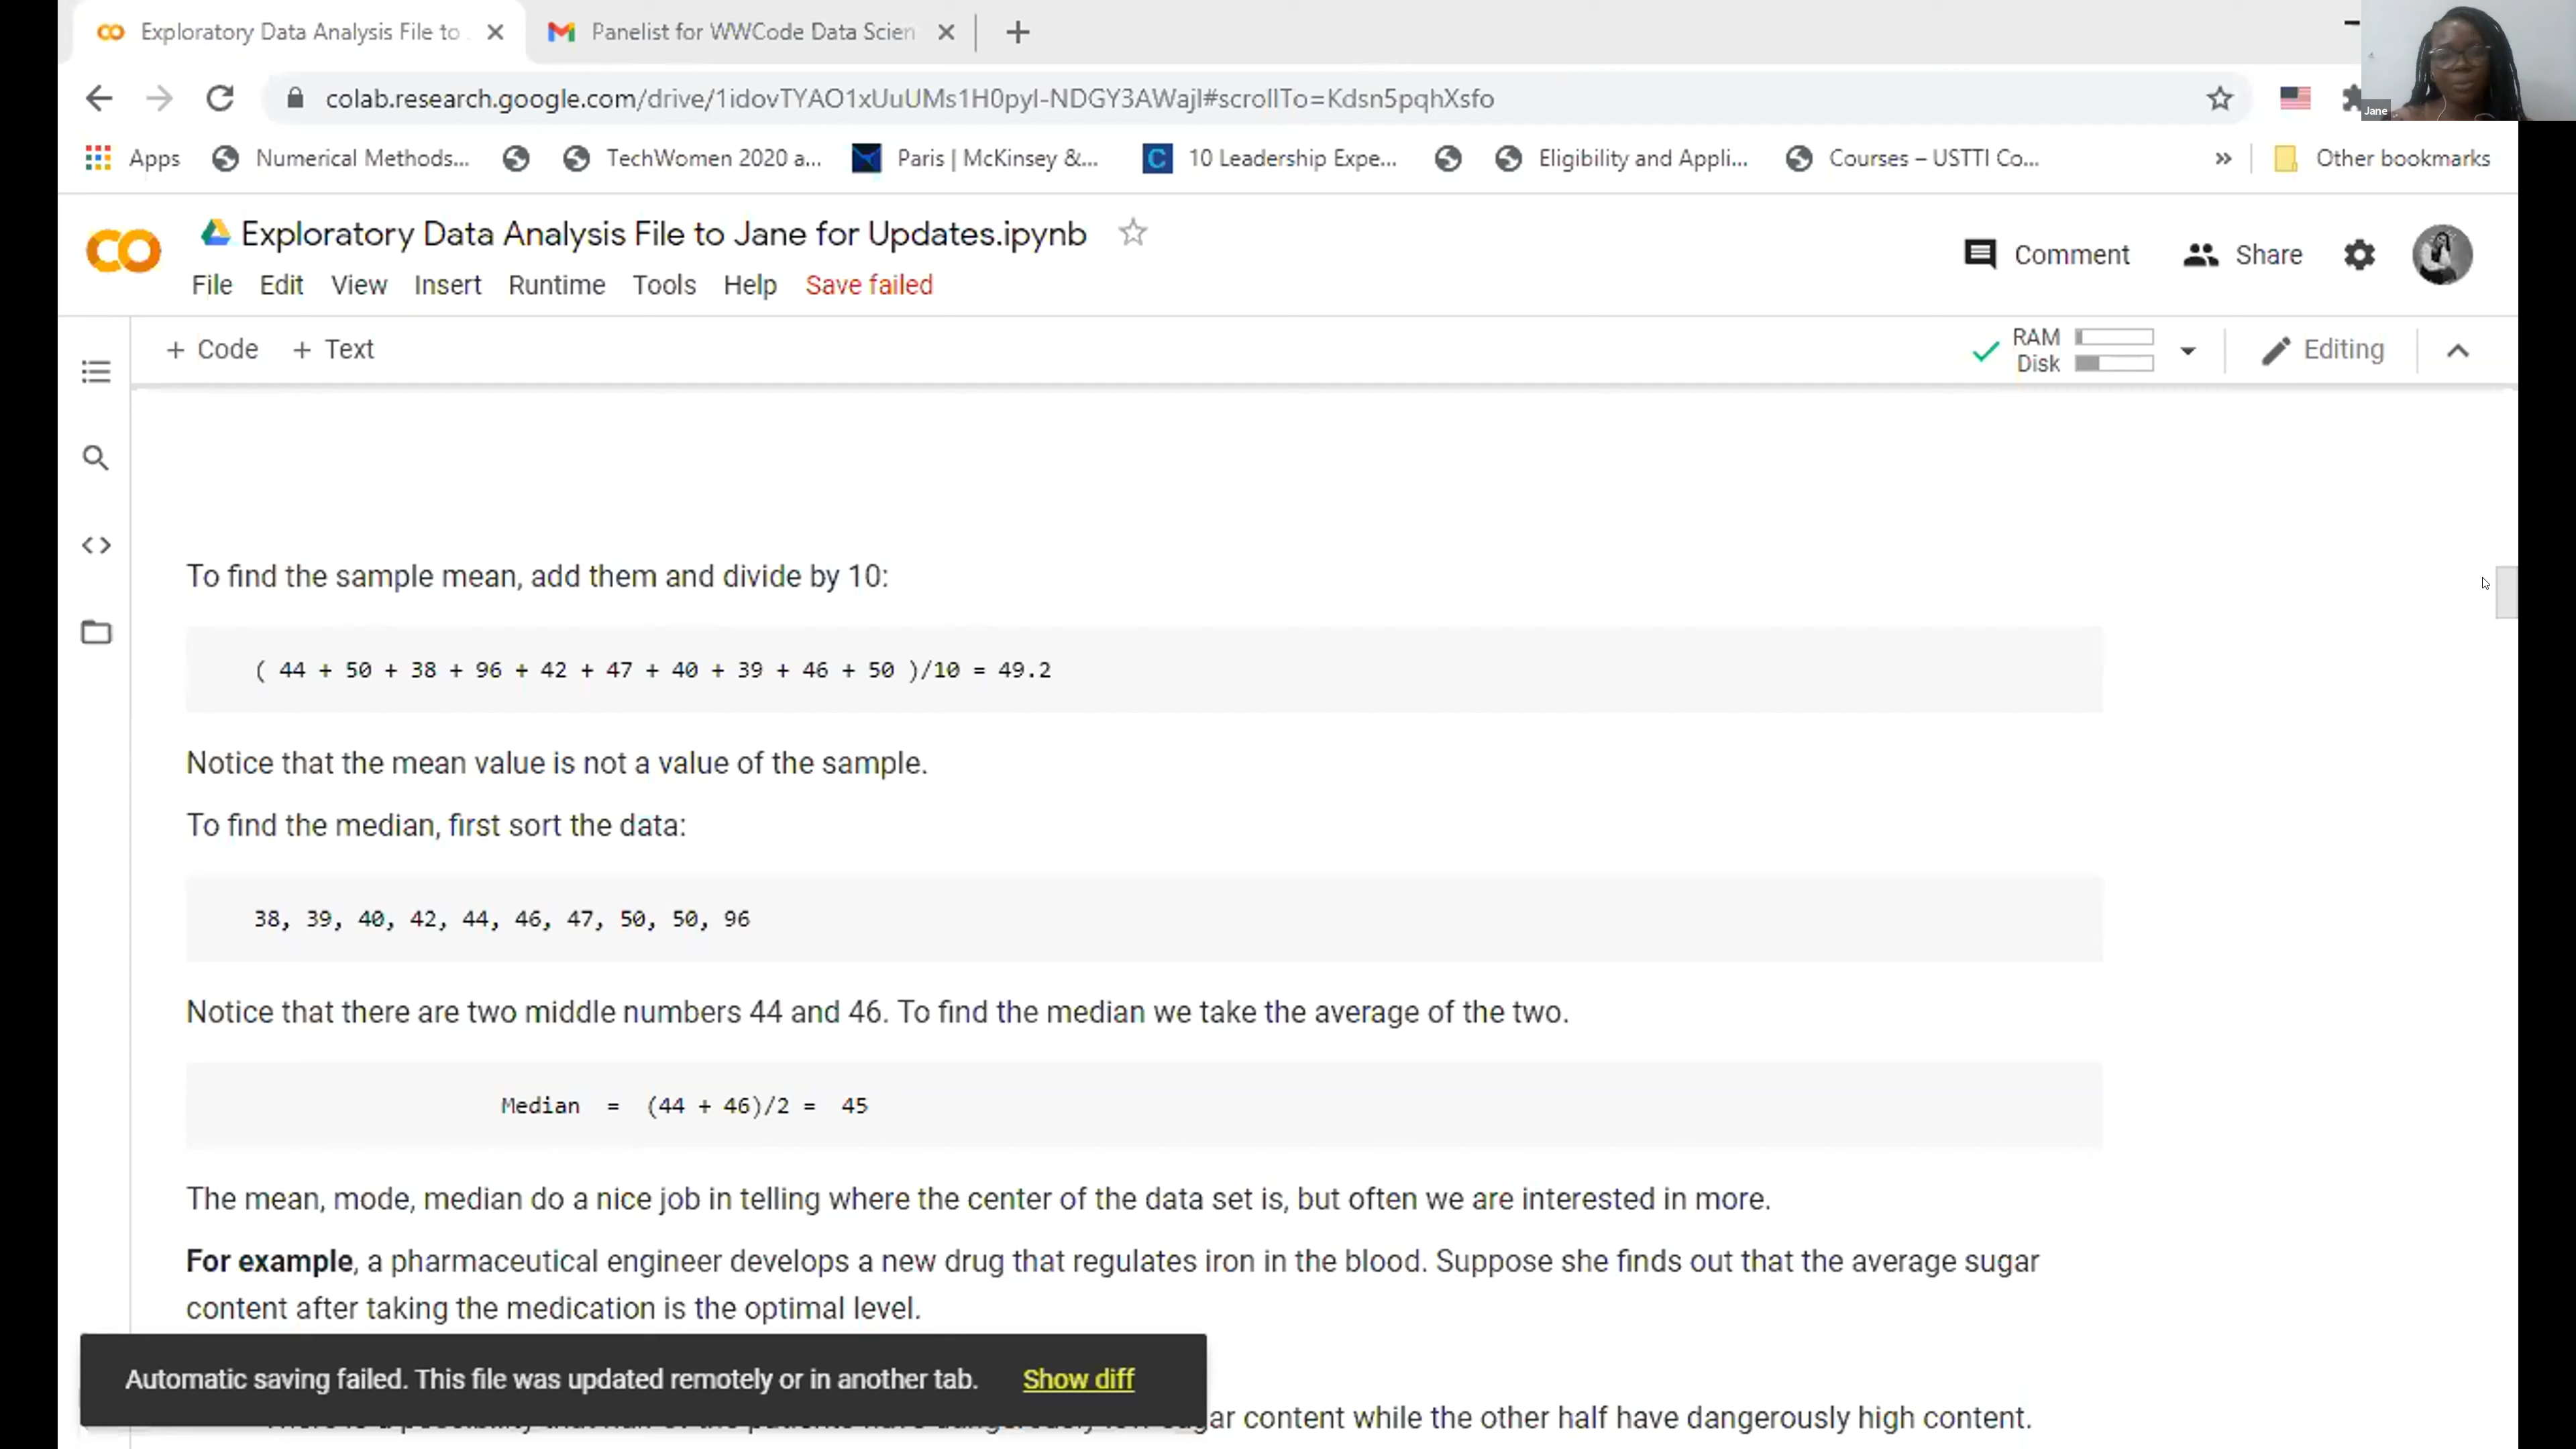 Exploratory Data Analysis File to
Panelist for WWCode Data Scien
colab.research.google.com/drive/1idovTYAO1xUuUMs1H0pyI-NDGY3AWajI#scrollTo=Kdsn5pqhXsfo
Jane
Apps
Numerical Methods...
TechWomen 2020 a...
Paris | McKinsey &...
10 Leadership Expe...
Eligibility and Appli...
Courses – USTTI Co...
»
Other bookmarks
Exploratory Data Analysis File to Jane for Updates.ipynb
Comment
Share
File Edit View Insert Runtime Tools Help Save failed
+ Code + Text
RAM
Disk
Editing
To find the sample mean, add them and divide by 10:
( 44 + 50 + 38 + 96 + 42 + 47 + 40 + 39 + 46 + 50 )/10 = 49.2
Notice that the mean value is not a value of the sample.
To find the median, first sort the data:
38, 39, 40, 42, 44, 46, 47, 50, 50, 96
Notice that there are two middle numbers 44 and 46. To find the median we take the average of the two.
Median = (44 + 46)/2 = 45
The mean, mode, median do a nice job in telling where the center of the data set is, but often we are interested in more.
For example, a pharmaceutical engineer develops a new drug that regulates iron in the blood. Suppose she finds out that the average sugar
content after taking the medication is the optimal level.
Automatic saving failed. This file was updated remotely or in another tab. Show diff
content while the other half have dangerously high content.